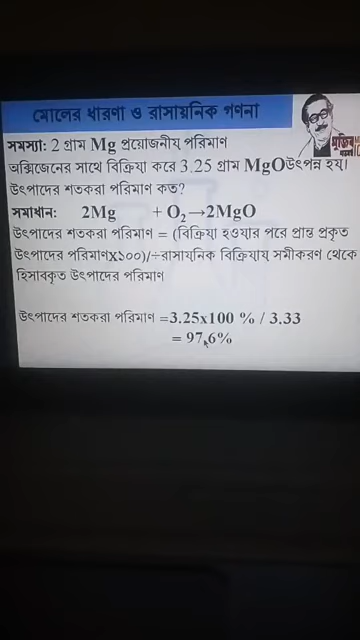 মোলের ধারণা ও রাসায়নিক গণনা
সমস্যা: 2 গ্রাম Mg প্রয়োজনীয় পরিমাণ
অক্সিজেনের সাথে বিক্রিয়া করে 3.25 গ্রাম MgOউৎপন্ন হয়।
উৎপাদের শতকরা পরিমাণ কত?
সমাধান: 2Mg + O₂→2MgO
উৎপাদের শতকরা পরিমাণ = (বিক্রিয়া হওয়ার পরে প্রাপ্ত প্রকৃত
উৎপাদের পরিমাণx১০০)/÷রাসায়নিক বিক্রিয়ায় সমীকরণ থেকে
হিসাবকৃত উৎপাদের পরিমাণ
উৎপাদের শতকরা পরিমাণ =3.25x100 % / 3.33
= 97.6%
মুজিব